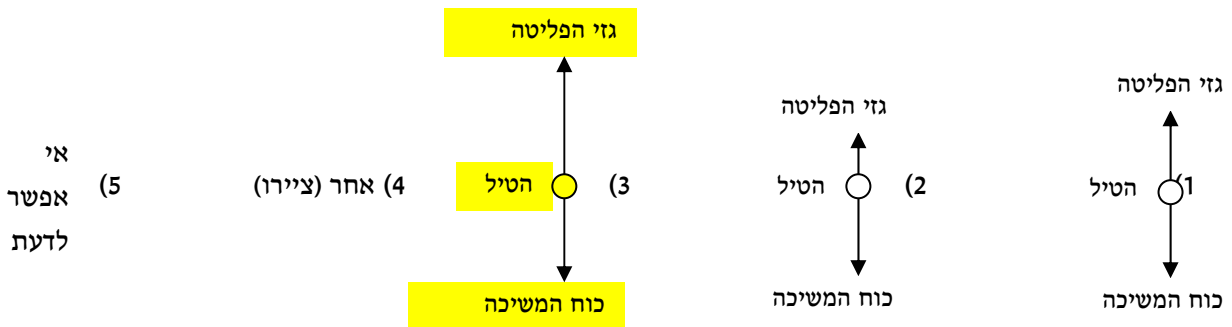 גזי הפליטה
1) הטיל
כוח המשיכה
גזי הפליטה
2) הטיל
כוח המשיכה
גזי הפליטה
3) הטיל
כוח המשיכה
4) אחר (ציירו)
5) אי
אפשר
לדעת